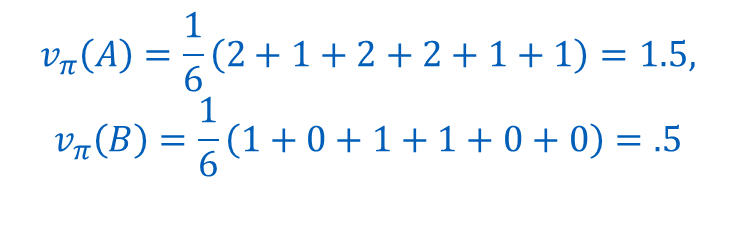 𝑣π(𝐴) = 1/6 (2 + 1 + 2 + 2 + 1 + 1) = 1.5,
𝑣π(𝐵) = 1/6 (1 + 0 + 1 + 1 + 0 + 0) = .5